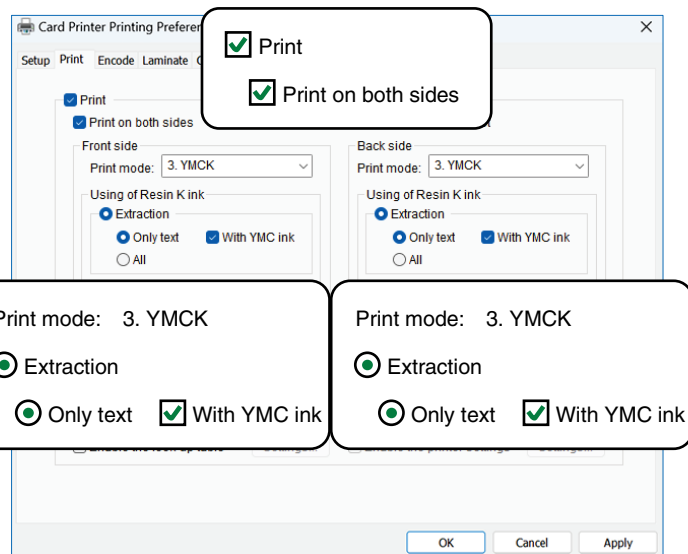 Card Printer Printing Prefere
Print
Print on both sides
Setup Print Encode Laminate
Print
Print on both sides
Front side
Print mode: 3. YMCK
Using of Resin K ink
Extraction
Only text With YMC ink
All
Back side
Print mode: 3. YMCK
Using of Resin K ink
Extraction
Only text With YMC ink
All
Print mode: 3. YMCK
Extraction
Only text With YMC ink
Print mode: 3. YMCK
Extraction
Only text With YMC ink
OK Cancel Apply